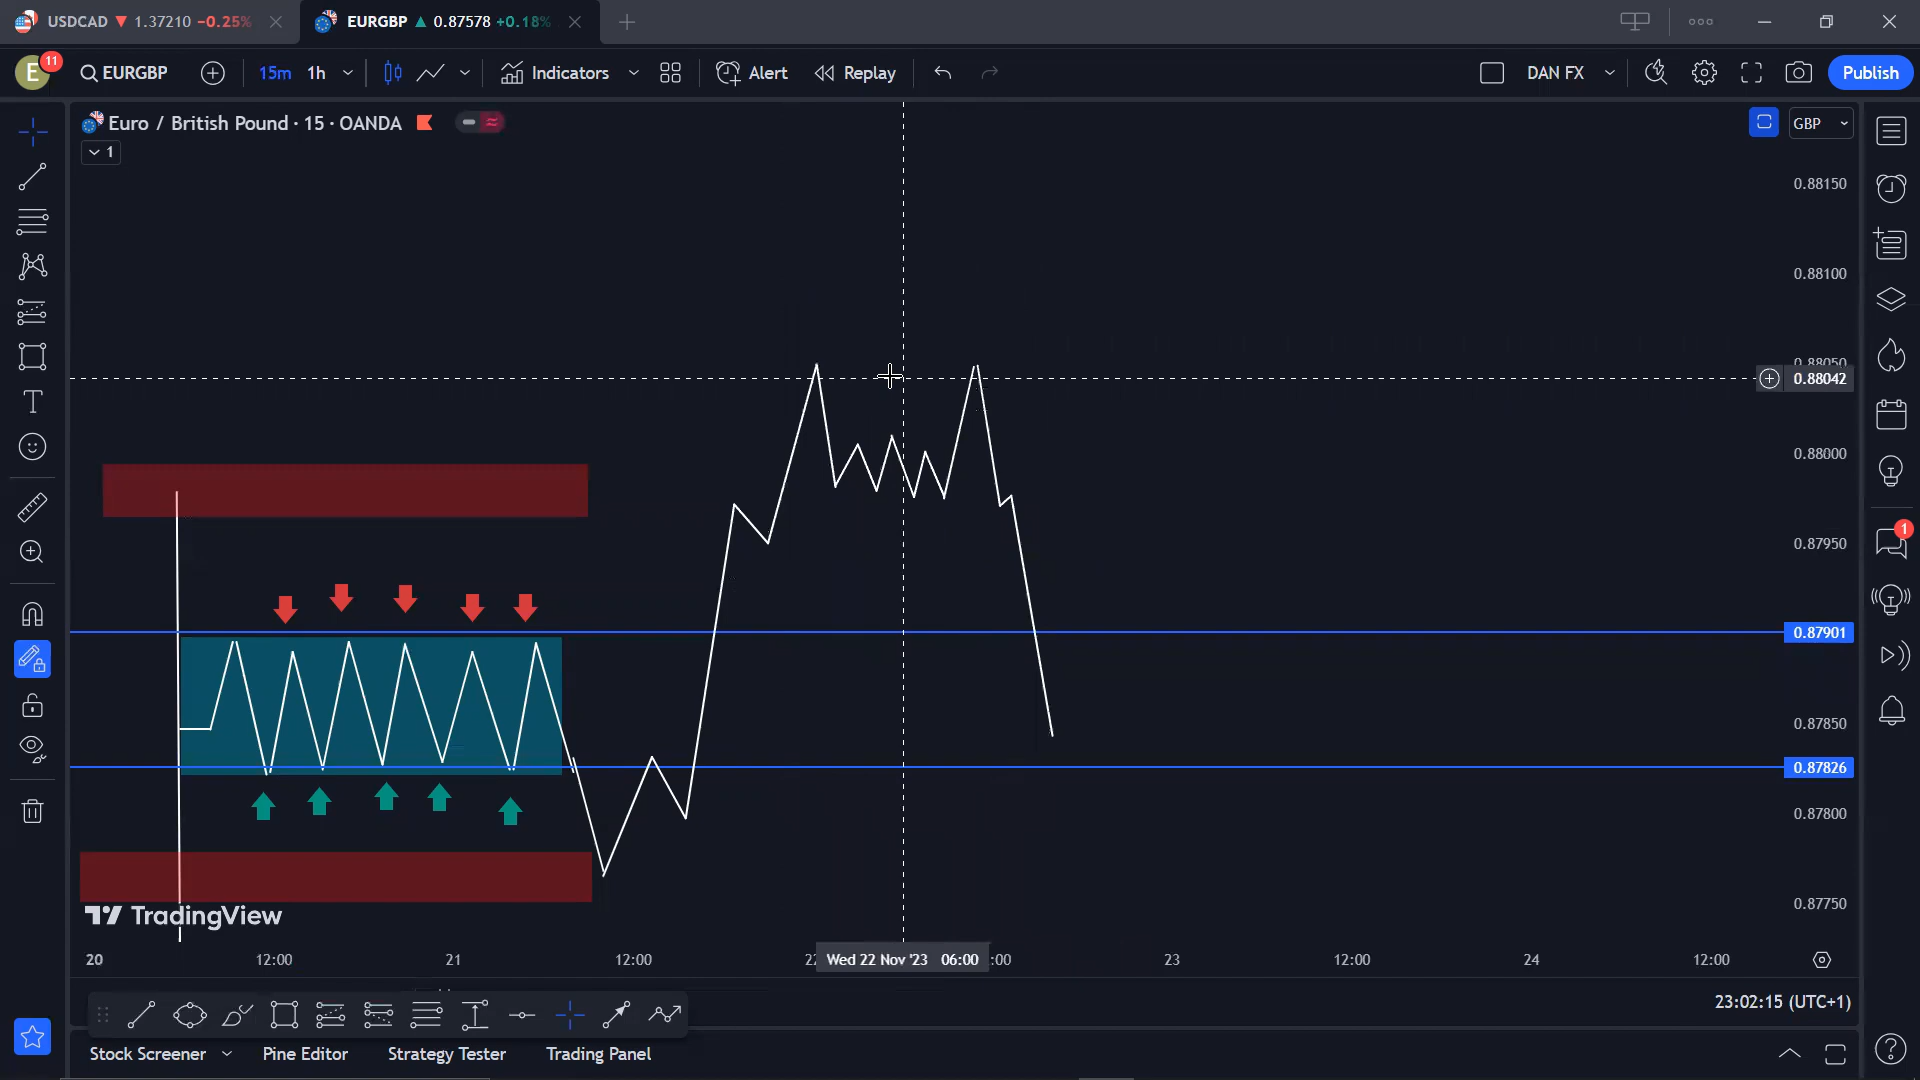 USDCAD ▼ 1.37210 −0.25%
EURGBP ▲ 0.87578 +0.18%
E
11
EURGBP
15m
1h
Indicators
Alert
Replay
DAN FX
Publish
Euro / British Pound · 15 · OANDA
1
GBP
0.88150
0.88100
0.88050
0.88042
0.88000
0.87950
0.87901
0.87850
0.87826
0.87800
0.87750
1
T
TradingView
20
12:00
21
12:00
22
Wed 22 Nov '23 06:00
:00
23
12:00
24
12:00
23:02:15 (UTC+1)
Stock Screener
Pine Editor
Strategy Tester
Trading Panel